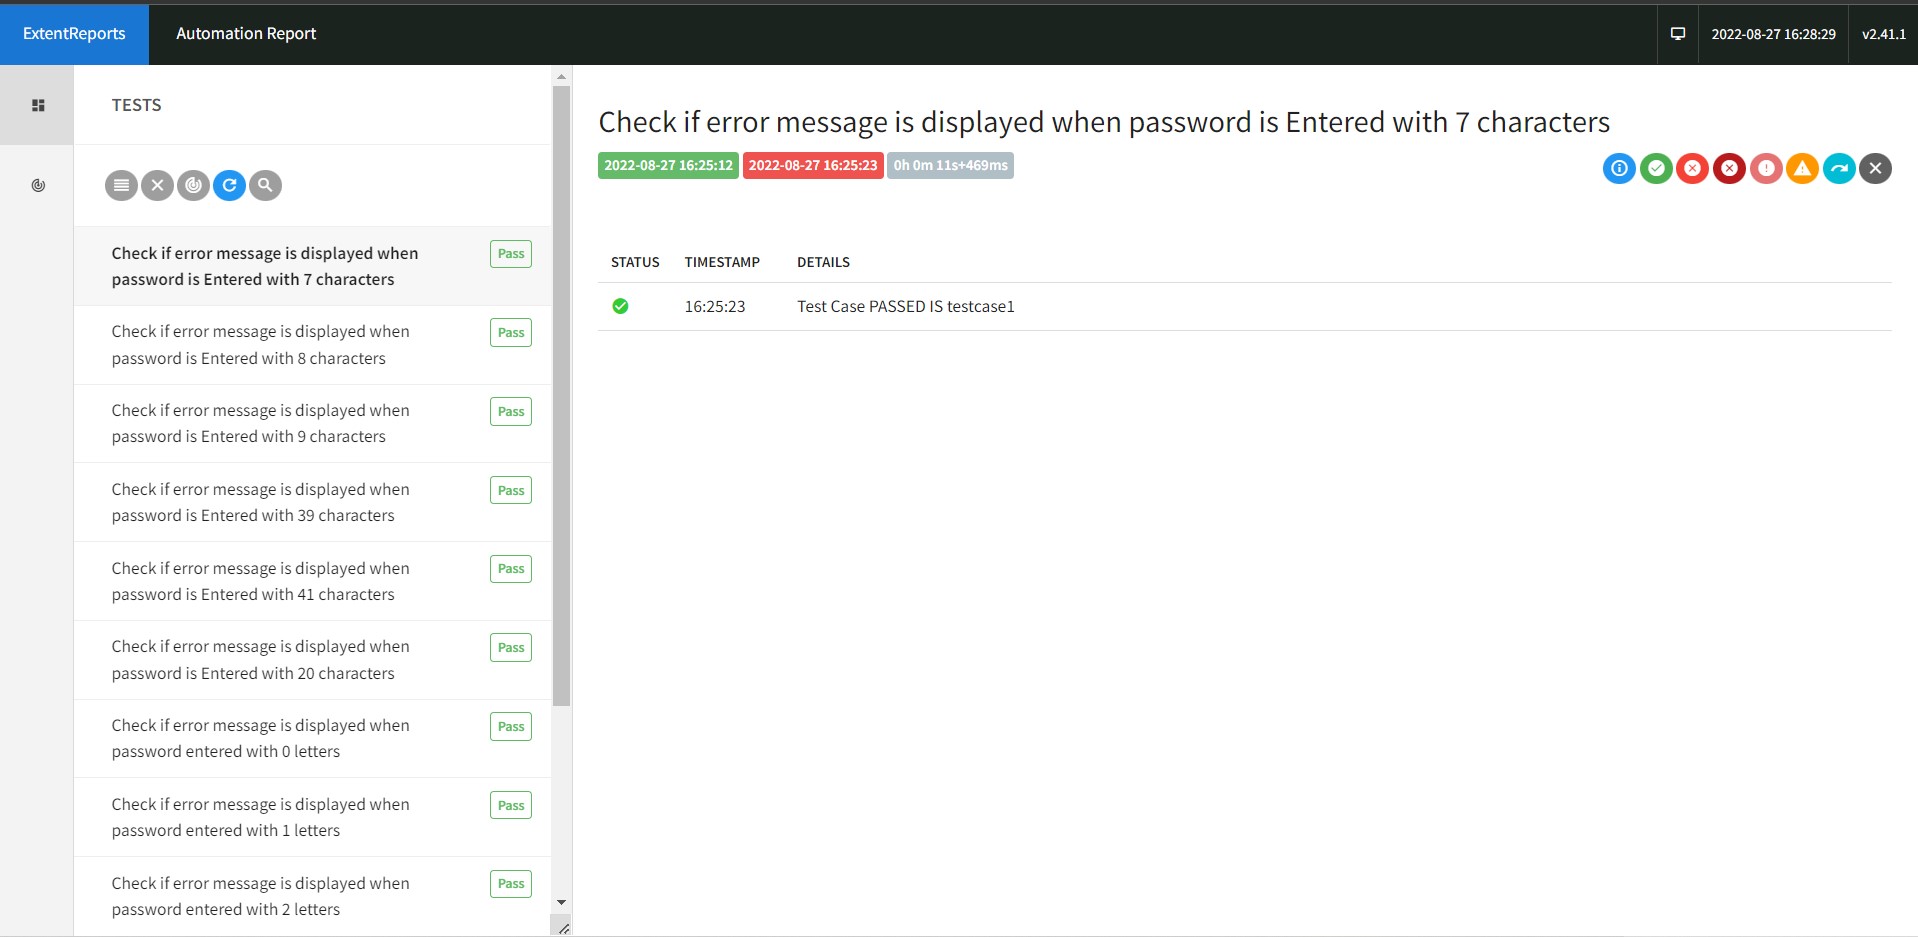 ExtentReports
Automation Report
2022-08-27 16:28:29
v2.41.1
TESTS
Check if error message is displayed when
password is Entered with 7 characters
Pass
Check if error message is displayed when
password is Entered with 8 characters
Pass
Check if error message is displayed when
password is Entered with 9 characters
Pass
Check if error message is displayed when
password is Entered with 39 characters
Pass
Check if error message is displayed when
password is Entered with 41 characters
Pass
Check if error message is displayed when
password is Entered with 20 characters
Pass
Check if error message is displayed when
password entered with 0 letters
Pass
Check if error message is displayed when
password entered with 1 letters
Pass
Check if error message is displayed when
password entered with 2 letters
Pass
Check if error message is displayed when password is Entered with 7 characters
2022-08-27 16:25:12 2022-08-27 16:25:23 0h 0m 11s+469ms
STATUS TIMESTAMP DETAILS
16:25:23 Test Case PASSED IS testcase1